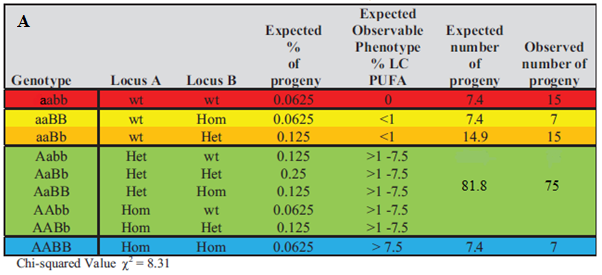 A
Expected % of progeny
Expected Observable Phenotype % LC PUFA
Expected number of progeny
Observed number of progeny
Genotype Locus A Locus B
aabb wt wt 0.0625 0 7.4 15
aaBB wt Hom 0.0625 <1 7.4 7
aaBb wt Het 0.125 <1 14.9 15
Aabb Het wt 0.125 >1 -7.5
AaBb Het Het 0.25 >1 -7.5
AaBB Het Hom 0.125 >1 -7.5 81.8 75
AAbb Hom wt 0.0625 >1 -7.5
AABb Hom Het 0.125 >1 -7.5
AABB Hom Hom 0.0625 > 7.5 7.4 7
Chi-squared Value χ² = 8.31